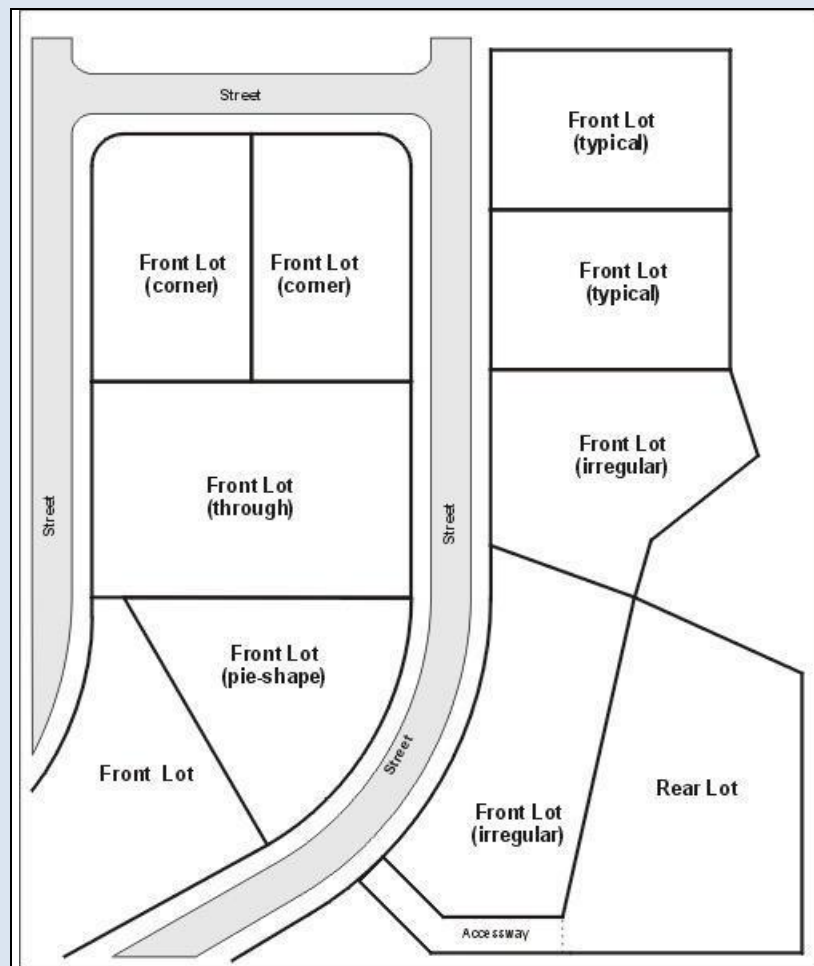 Street
Front Lot
(typical)
Front Lot
(corner)
Front Lot
(corner)
Front Lot
(typical)
Front Lot
(irregular)
Front Lot
(through)
Street
Street
Front Lot
(pie-shape)
Street
Front Lot
Front Lot
(irregular)
Rear Lot
Accessway